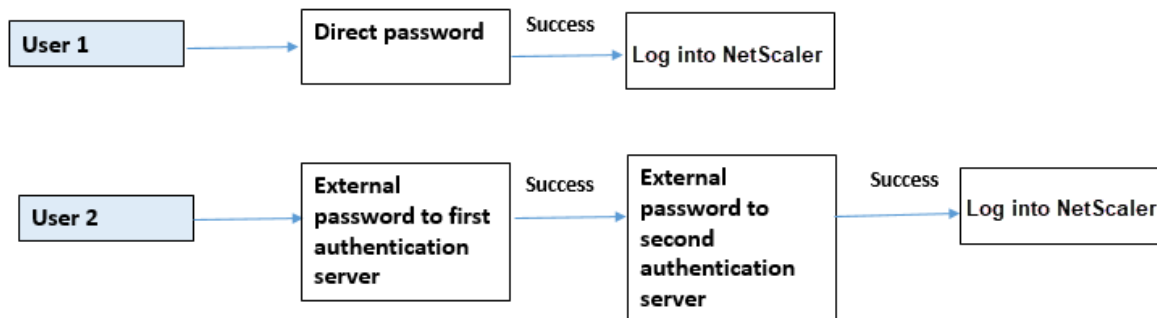 User 1
Direct password
Success
Log into NetScaler
User 2
External
password to first
authentication
server
Success
External
password to
second
authentication
server
Success
Log into NetScaler